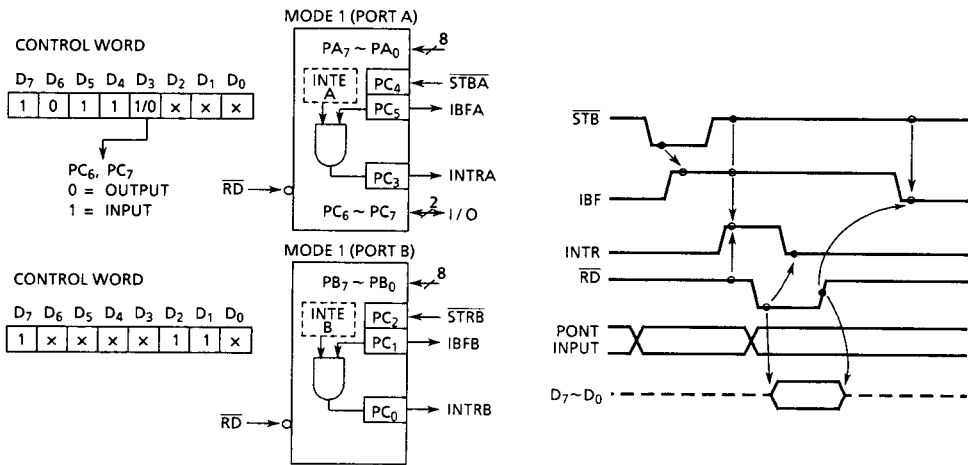 MODE 1 (PORT A)
CONTROL WORD
D7 D6 D5 D4 D3 D2 D1 D0
1 0 1 1 1/0 × × ×
PC6, PC7
0 = OUTPUT
1 = INPUT
PA7 ~ PA0
8
INTE
A
PC4
STBA
PC5
IBFA
PC3
INTRA
RD
PC6 ~ PC7
2
I/O
MODE 1 (PORT B)
CONTROL WORD
D7 D6 D5 D4 D3 D2 D1 D0
1 × × × × 1 1 ×
PB7 ~ PB0
8
INTE
B
PC2
STRB
PC1
IBFB
PC0
INTRB
RD
STB
IBF
INTR
RD
PONT
INPUT
D7~D0